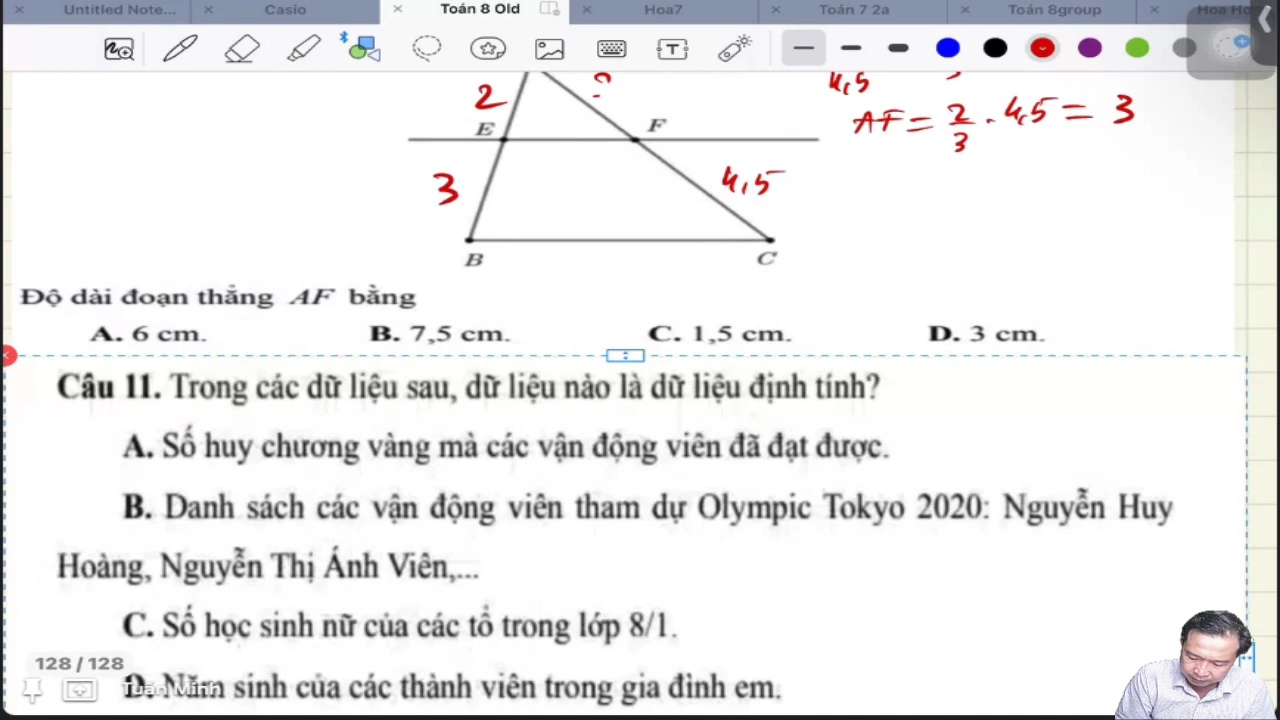 Untitled Note... Casio Toán 8 Old Hoa7 Toán 7 2a Toán 8group Hoa Ho
2 ? 4,5
AF = 2/3 . 4,5 = 3
E F
3 4,5
B C
Độ dài đoạn thẳng AF bằng
A. 6 cm. B. 7,5 cm. C. 1,5 cm. D. 3 cm.
Câu 11. Trong các dữ liệu sau, dữ liệu nào là dữ liệu định tính?
A. Số huy chương vàng mà các vận động viên đã đạt được.
B. Danh sách các vận động viên tham dự Olympic Tokyo 2020: Nguyễn Huy
Hoàng, Nguyễn Thị Ánh Viên,...
C. Số học sinh nữ của các tổ trong lớp 8/1.
128 / 128
D. Năm sinh của các thành viên trong gia đình em.
Tuấn Minh